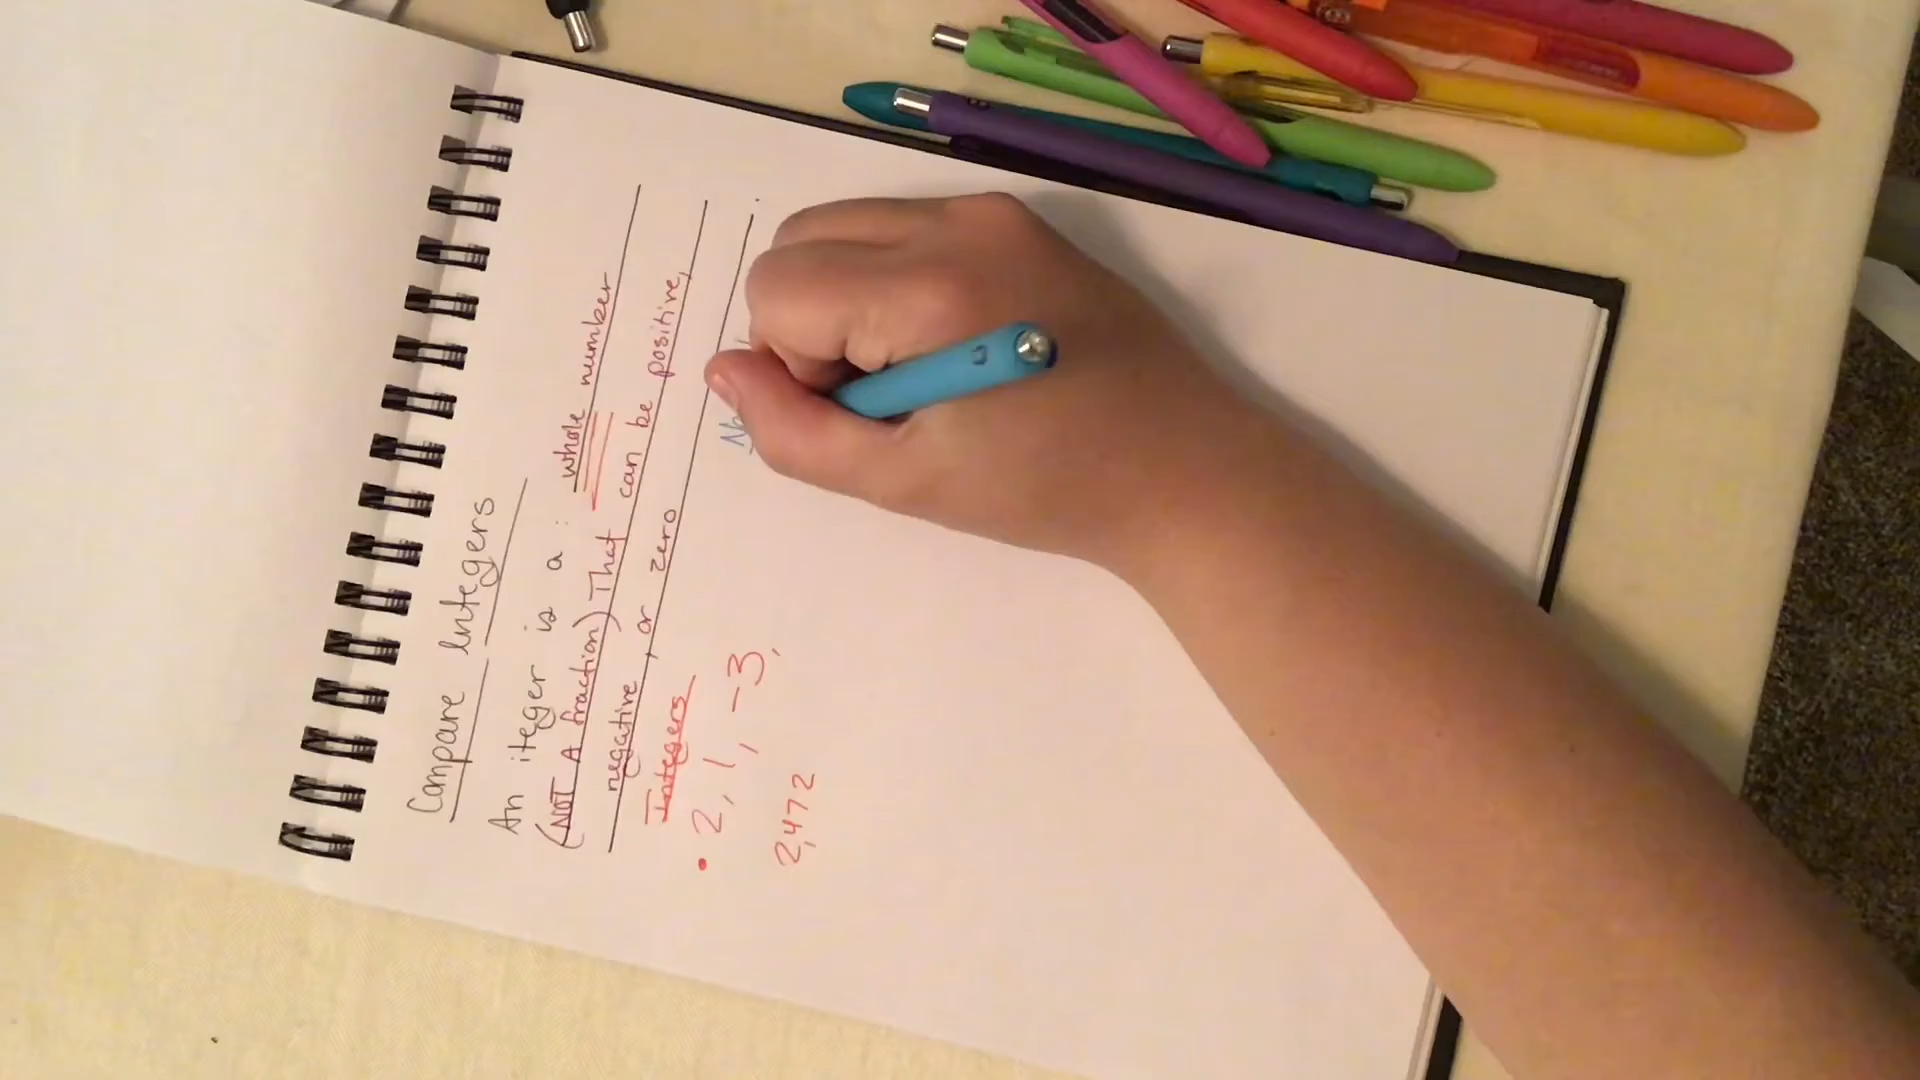 Compare Integers
An iteger is a : whole number
(NOT A fraction) That can be positive,
negative, or zero.
Integers
• 2, 1, -3,
2,472